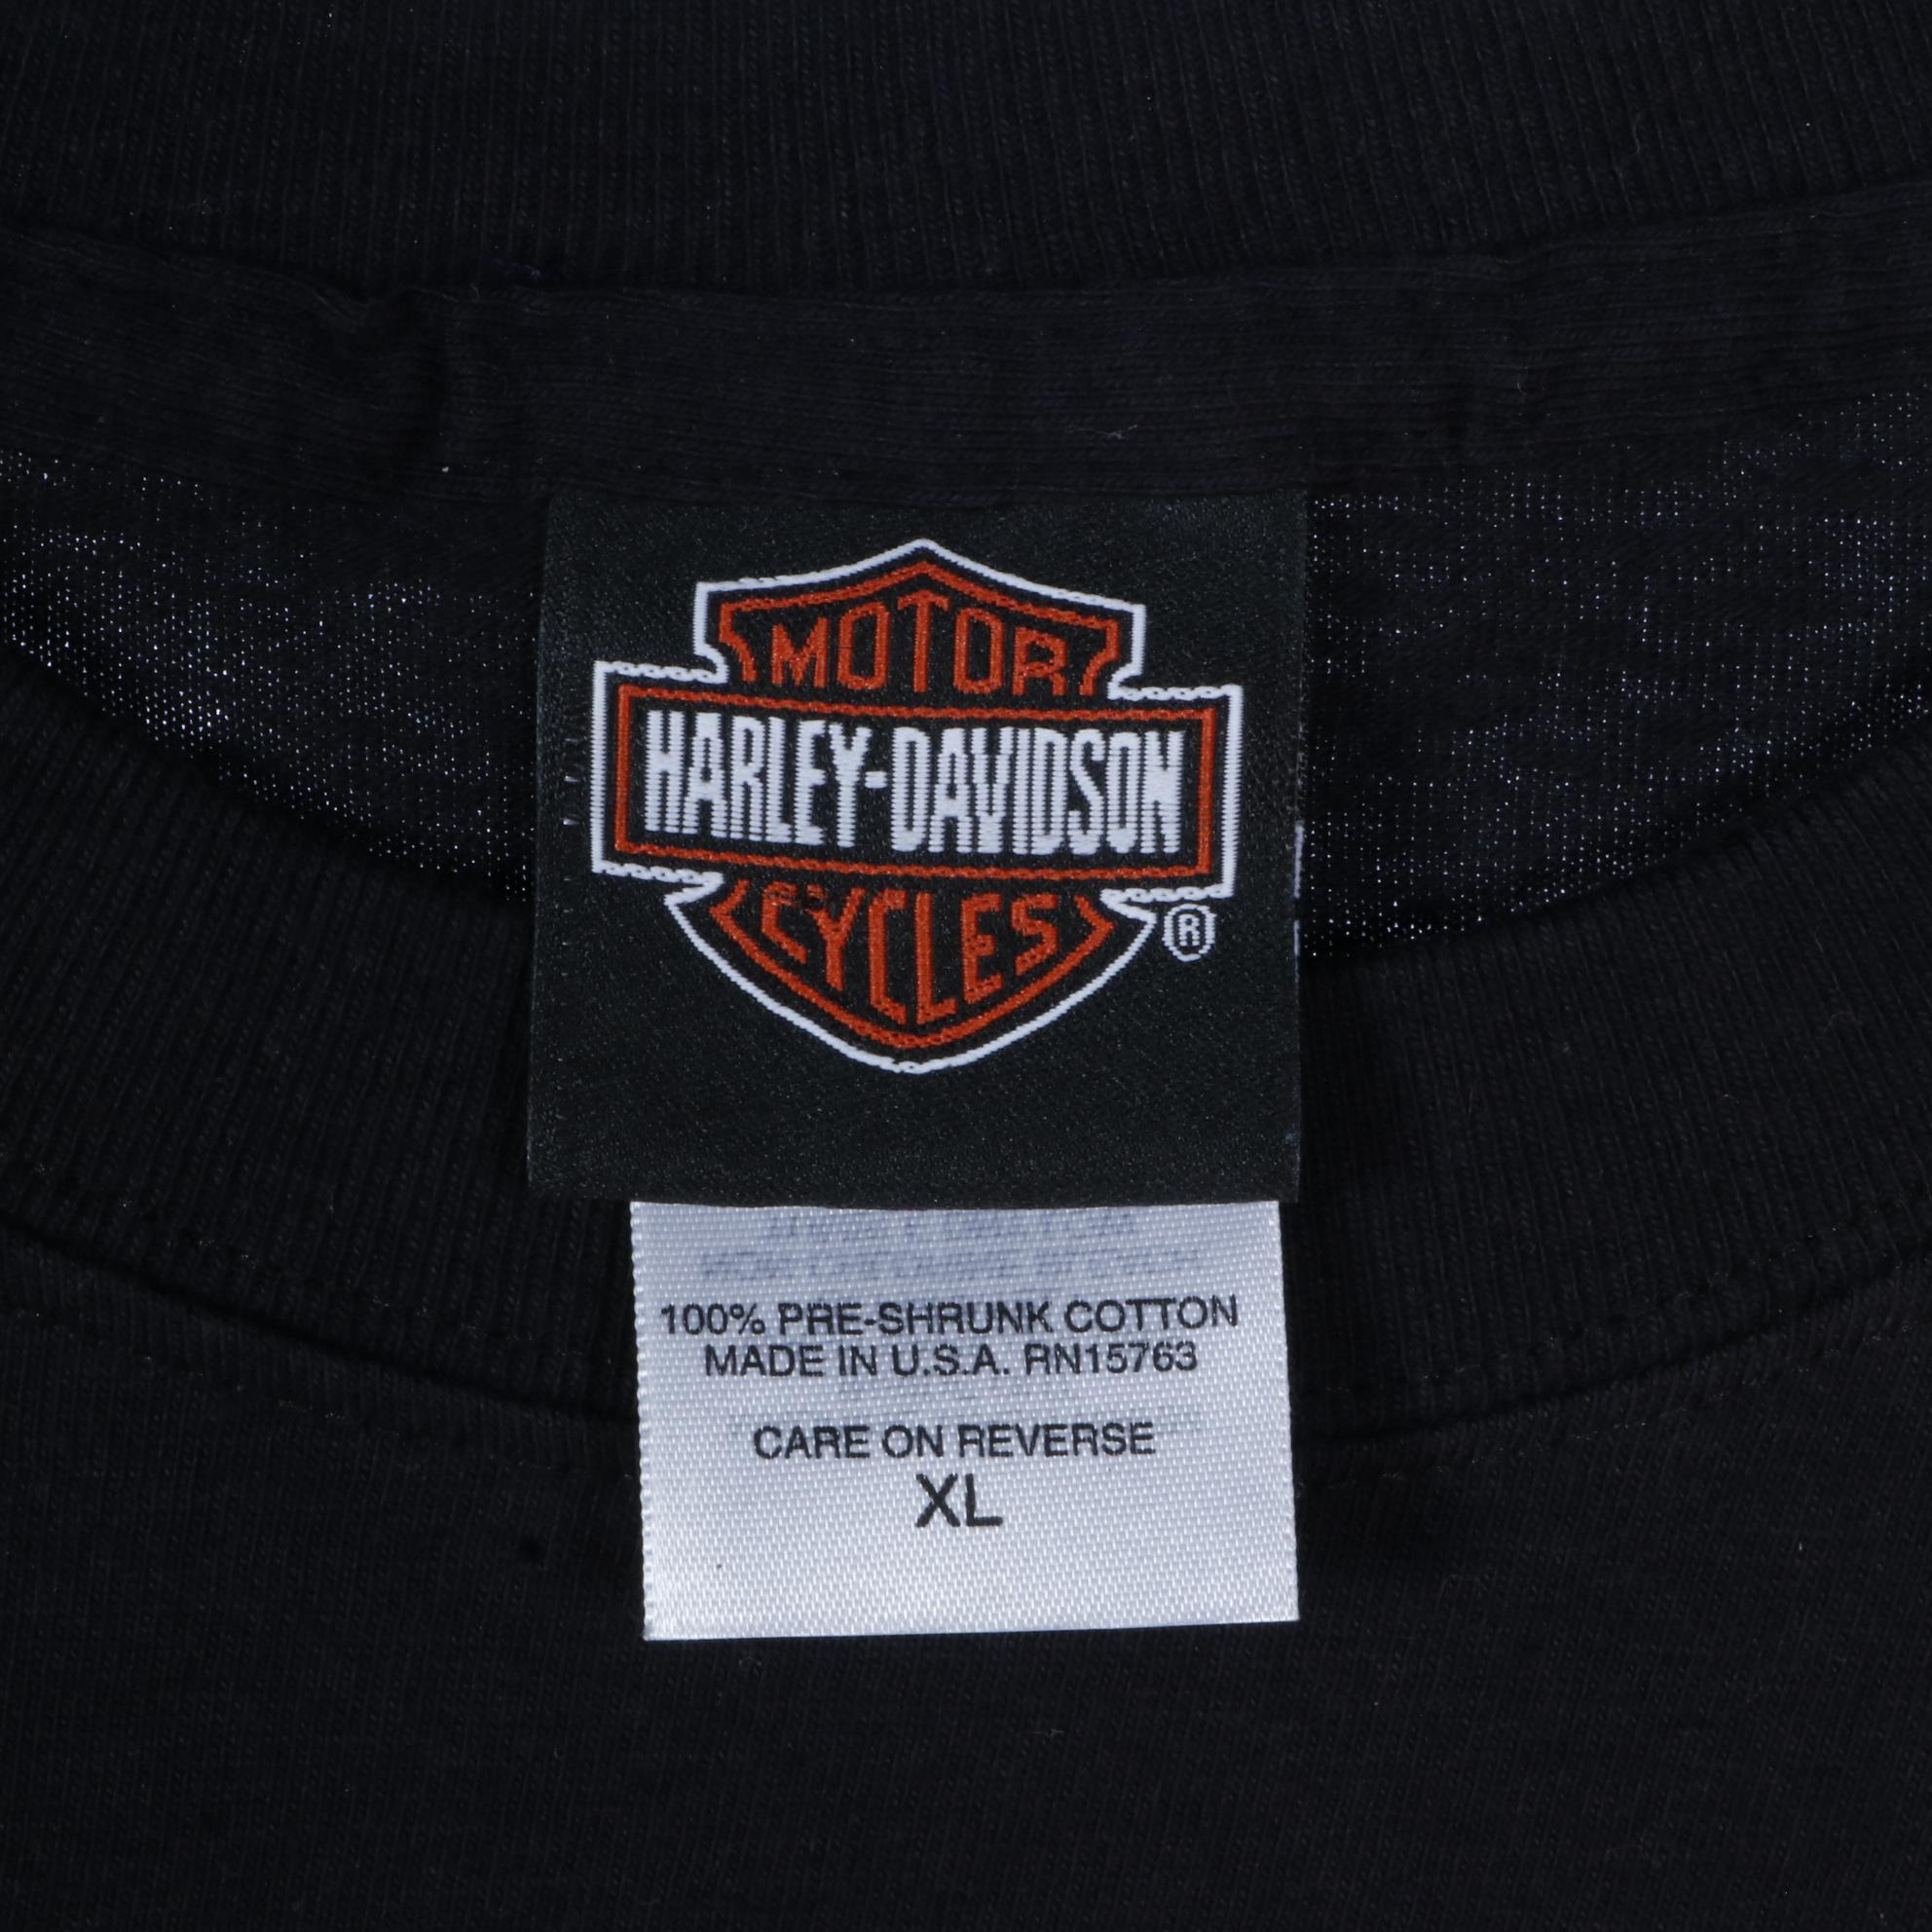 MOTOR
HARLEY-DAVIDSON
CYCLES
®
100% PRE-SHRUNK COTTON
MADE IN U.S.A. RN15763
CARE ON REVERSE
XL